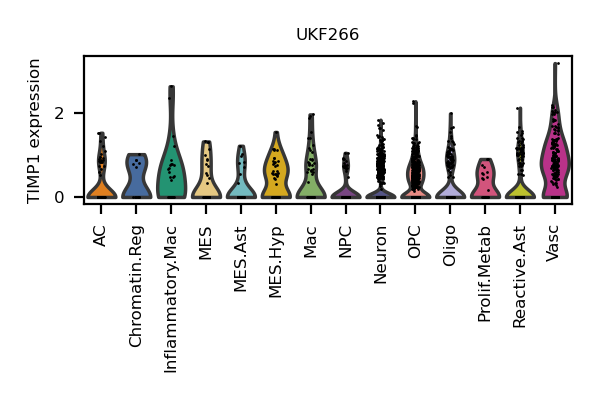 UKF266
TIMP1 expression
2
0
AC
Chromatin.Reg
Inflammatory.Mac
MES
MES.Ast
MES.Hyp
Mac
NPC
Neuron
OPC
Oligo
Prolif.Metab
Reactive.Ast
Vasc